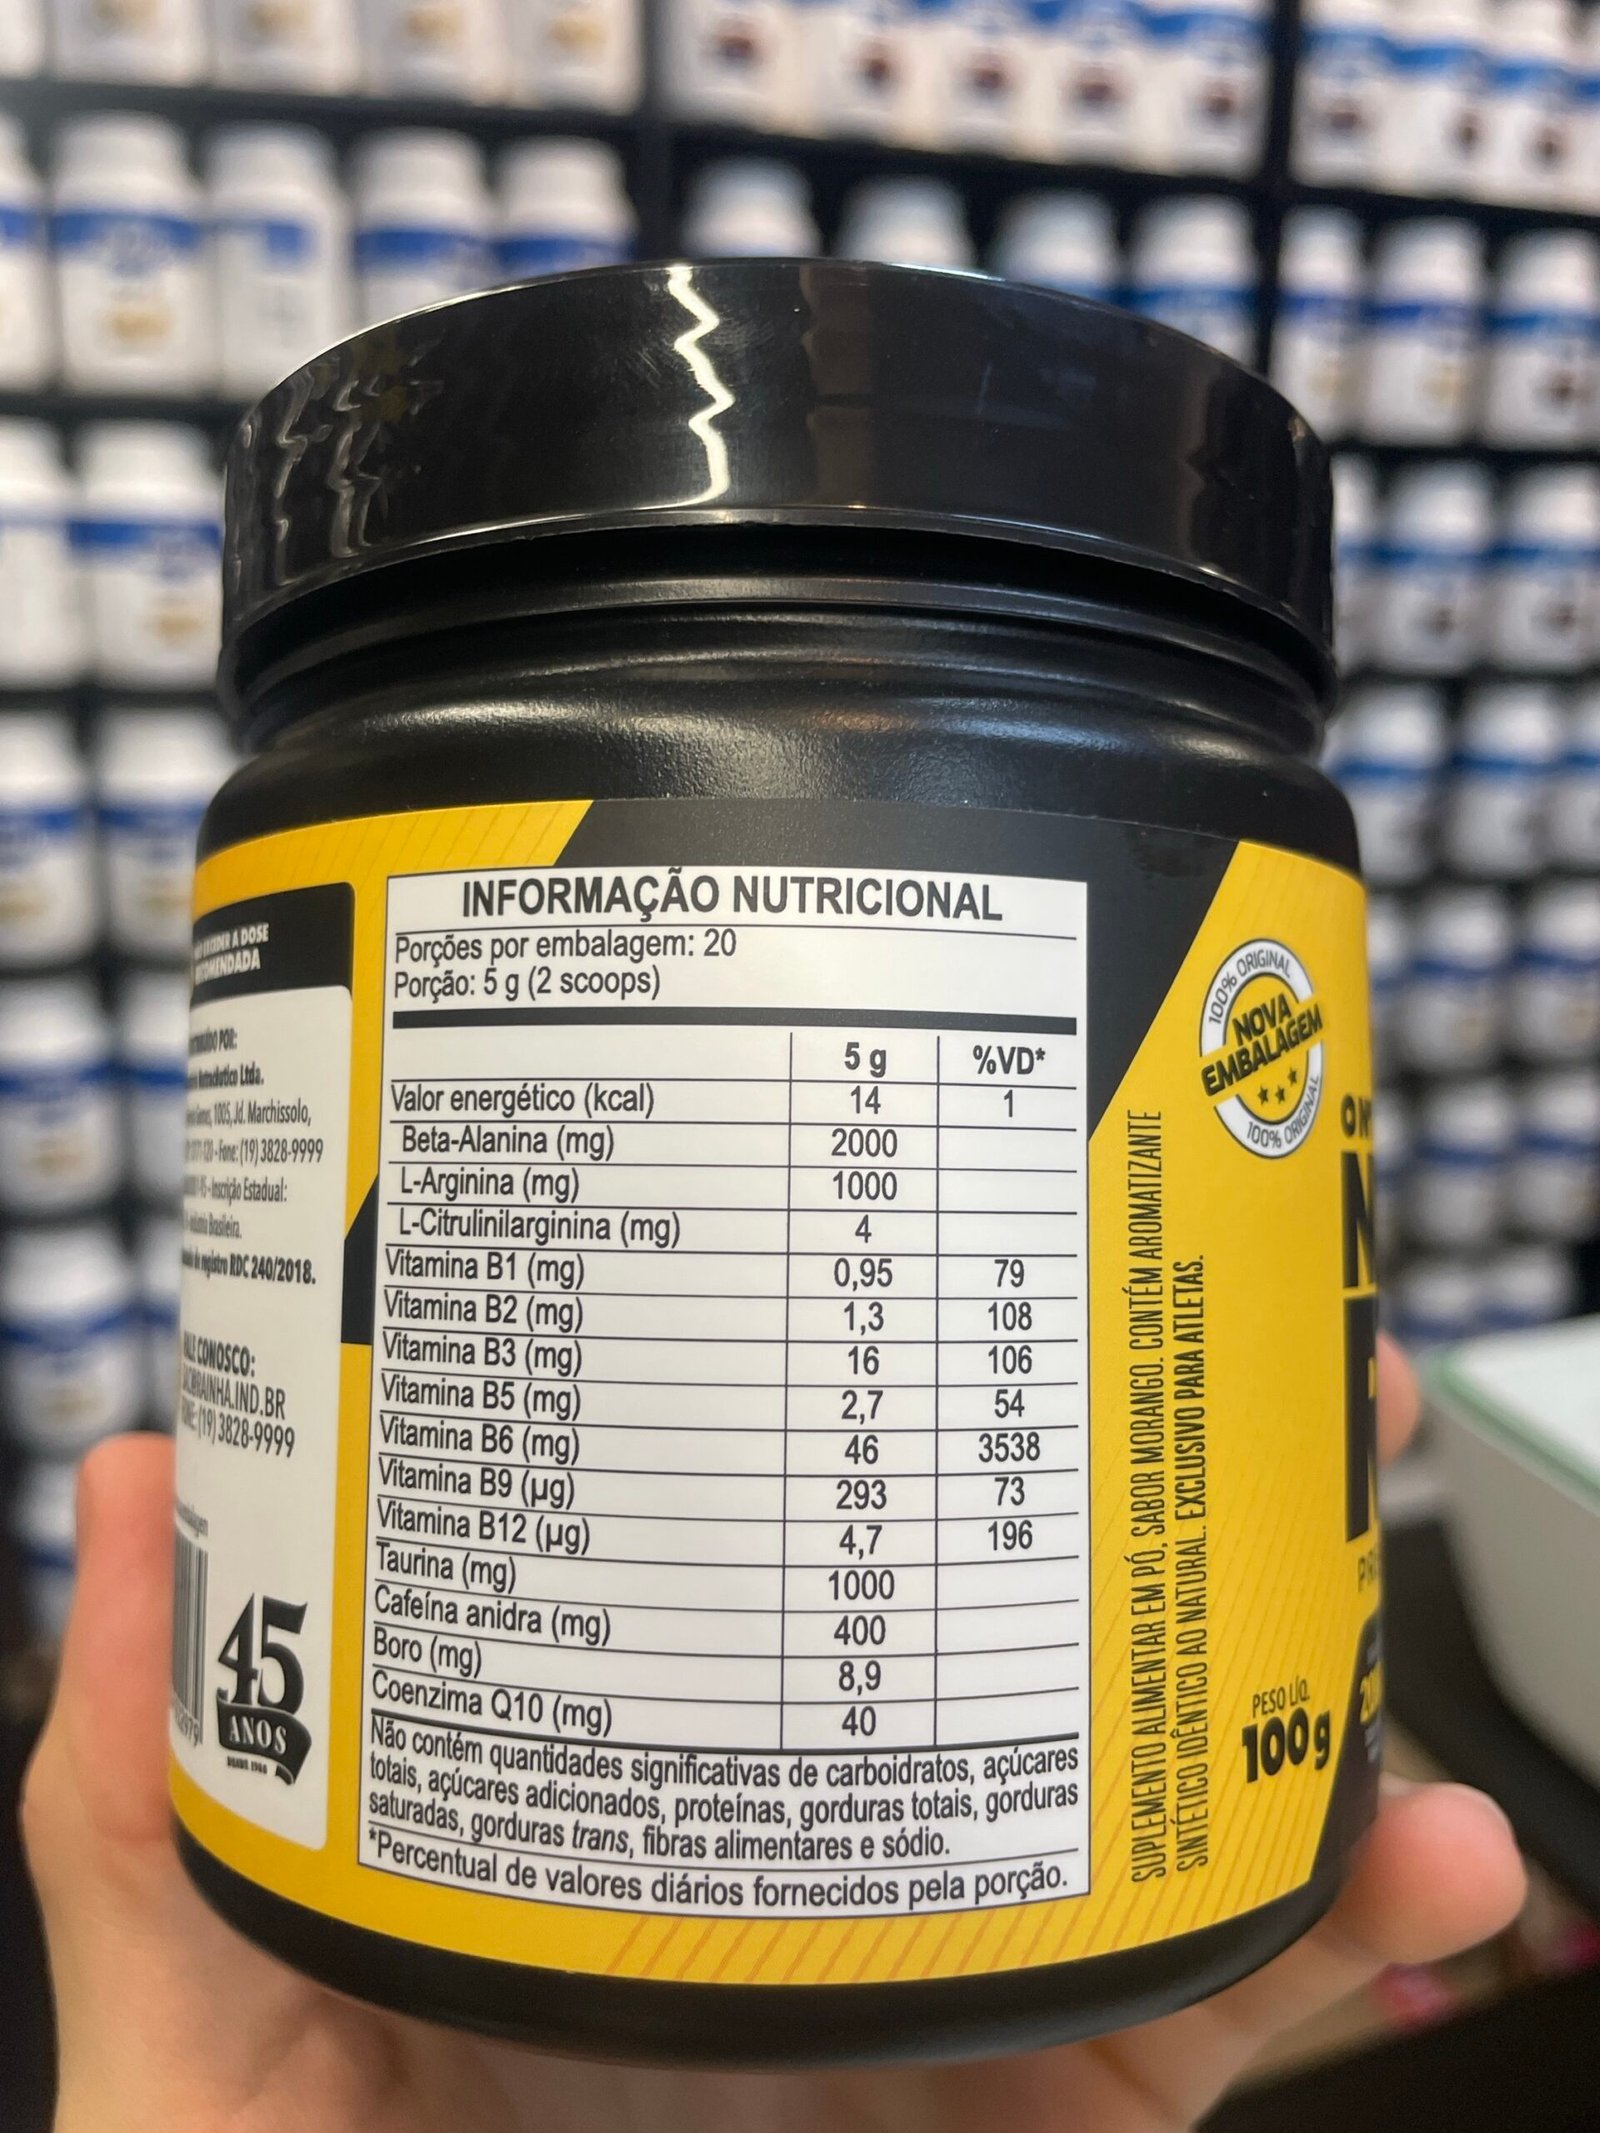 INFORMAÇÃO NUTRICIONAL
Porções por embalagem: 20
Porção: 5 g (2 scoops)
5 g %VD*
Valor energético (kcal) 14 1
Beta-Alanina (mg) 2000
L-Arginina (mg) 1000
L-Citrulinilarginina (mg) 4
Vitamina B1 (mg) 0,95 79
Vitamina B2 (mg) 1,3 108
Vitamina B3 (mg) 16 106
Vitamina B5 (mg) 2,7 54
Vitamina B6 (mg) 46 3538
Vitamina B9 (µg) 293 73
Vitamina B12 (µg) 4,7 196
Taurina (mg) 1000
Cafeína anidra (mg) 400
Boro (mg) 8,9
Coenzima Q10 (mg) 40
Não contém quantidades significativas de carboidratos, açúcares
totais, açúcares adicionados, proteínas, gorduras totais, gorduras
saturadas, gorduras trans, fibras alimentares e sódio.
*Percentual de valores diários fornecidos pela porção.
A DOSE
POR:
Ltda.
1005, Jd. Marchissolo,
Fone: (19) 3828-9999
Inscrição Estadual:
Brasileira.
de registro RDC 240/2018.
CONOSCO:
(19) 3828-9999
45
ANOS
SUPLEMENTO ALIMENTAR EM PÓ, SABOR MORANGO. CONTÉM AROMATIZANTE
SINTÉTICO IDÊNTICO AO NATURAL. EXCLUSIVO PARA ATLETAS.
100% ORIGINAL
NOVA
EMBALAGEM
100% ORIGINAL
PESO LÍQ.
100 g